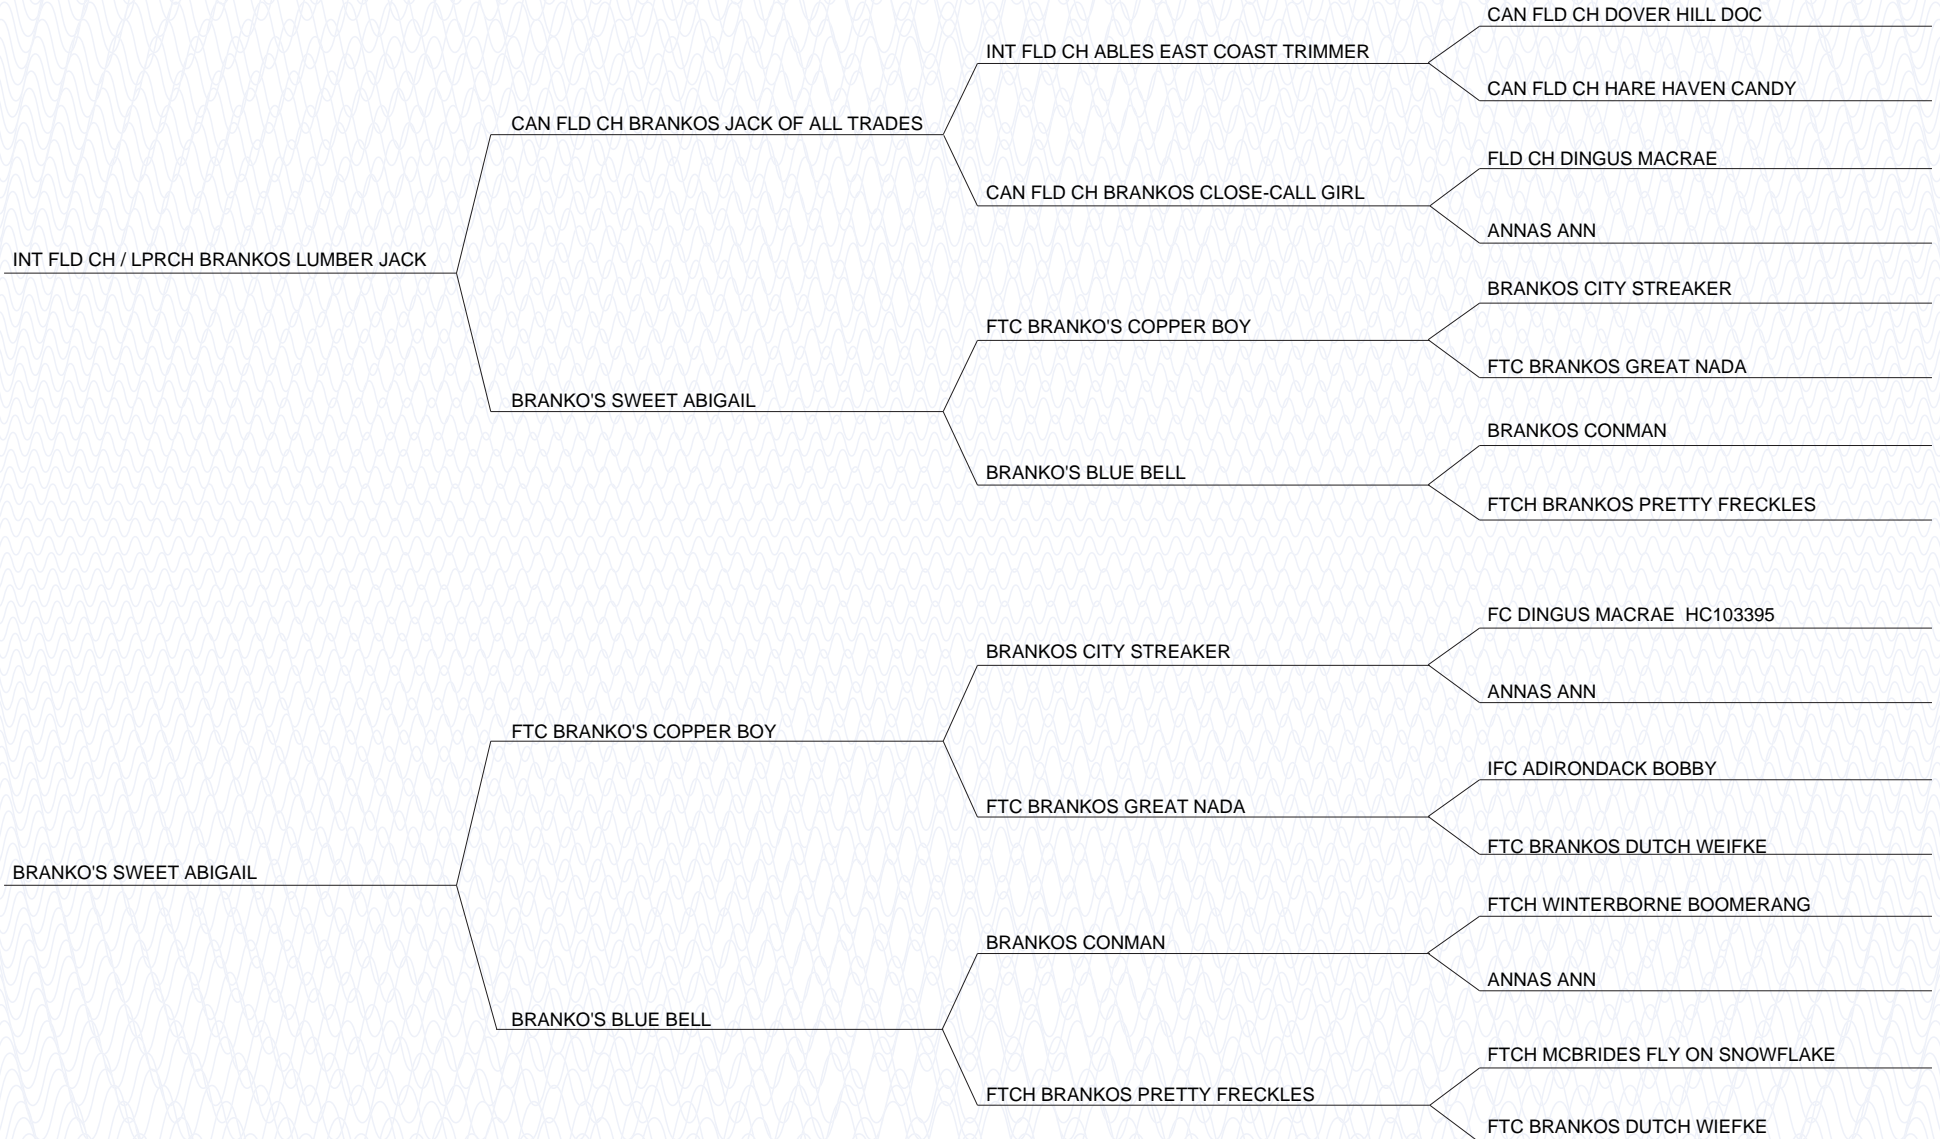 CAN FLD CH DOVER HILL DOC
INT FLD CH ABLES EAST COAST TRIMMER
CAN FLD CH HARE HAVEN CANDY
CAN FLD CH BRANKOS JACK OF ALL TRADES
FLD CH DINGUS MACRAE
CAN FLD CH BRANKOS CLOSE-CALL GIRL
ANNAS ANN
INT FLD CH / LPRCH BRANKOS LUMBER JACK
BRANKOS CITY STREAKER
FTC BRANKO'S COPPER BOY
FTC BRANKOS GREAT NADA
BRANKO'S SWEET ABIGAIL
BRANKOS CONMAN
BRANKO'S BLUE BELL
FTCH BRANKOS PRETTY FRECKLES
FC DINGUS MACRAE  HC103395
BRANKOS CITY STREAKER
ANNAS ANN
FTC BRANKO'S COPPER BOY
IFC ADIRONDACK BOBBY
FTC BRANKOS GREAT NADA
FTC BRANKOS DUTCH WEIFKE
BRANKO'S SWEET ABIGAIL
FTCH WINTERBORNE BOOMERANG
BRANKOS CONMAN
ANNAS ANN
BRANKO'S BLUE BELL
FTCH MCBRIDES FLY ON SNOWFLAKE
FTCH BRANKOS PRETTY FRECKLES
FTC BRANKOS DUTCH WIEFKE